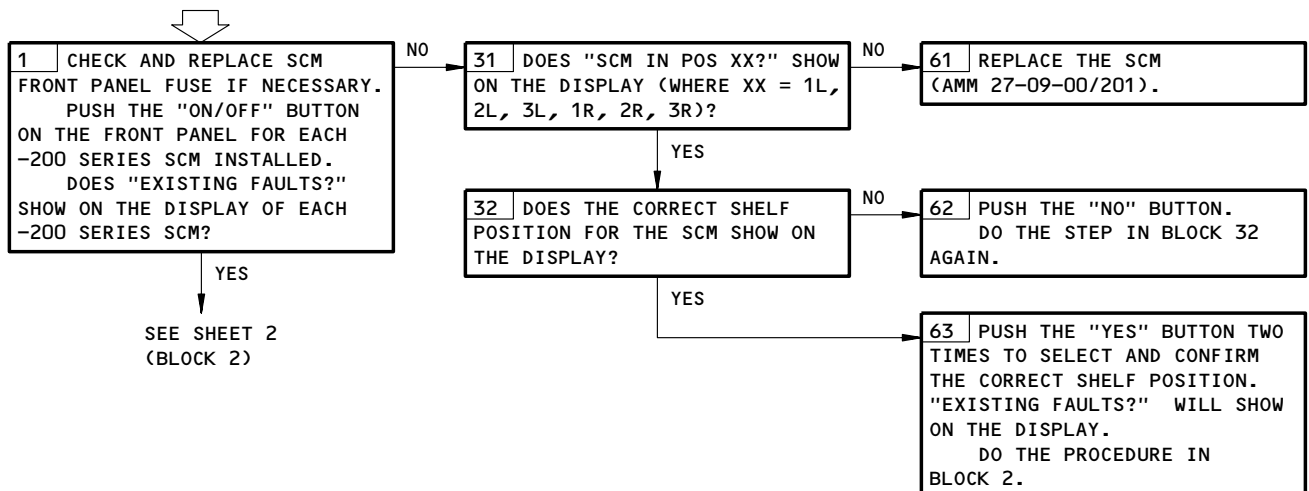 1 CHECK AND REPLACE SCM
FRONT PANEL FUSE IF NECESSARY.
PUSH THE "ON/OFF" BUTTON
ON THE FRONT PANEL FOR EACH
-200 SERIES SCM INSTALLED.
DOES "EXISTING FAULTS?"
SHOW ON THE DISPLAY OF EACH
-200 SERIES SCM?
NO
YES
SEE SHEET 2
(BLOCK 2)
31 DOES "SCM IN POS XX?" SHOW
ON THE DISPLAY (WHERE XX = 1L,
2L, 3L, 1R, 2R, 3R)?
NO
YES
61 REPLACE THE SCM
(AMM 27-09-00/201).
32 DOES THE CORRECT SHELF
POSITION FOR THE SCM SHOW ON
THE DISPLAY?
NO
YES
62 PUSH THE "NO" BUTTON.
DO THE STEP IN BLOCK 32
AGAIN.
63 PUSH THE "YES" BUTTON TWO
TIMES TO SELECT AND CONFIRM
THE CORRECT SHELF POSITION.
"EXISTING FAULTS?" WILL SHOW
ON THE DISPLAY.
DO THE PROCEDURE IN
BLOCK 2.